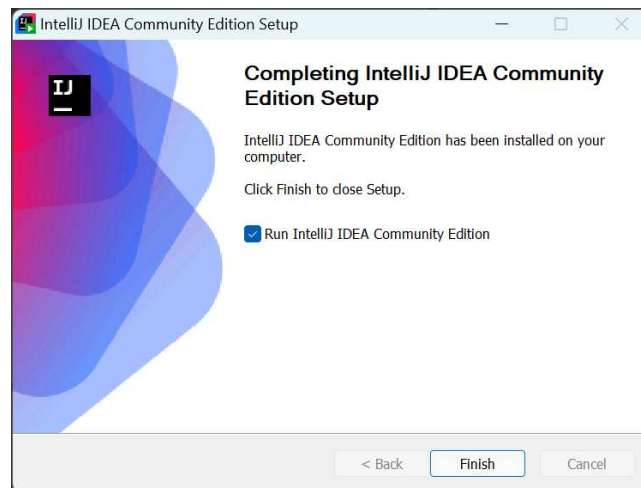 IntelliJ IDEA Community Edition Setup
IJ
Completing IntelliJ IDEA Community
Edition Setup
IntelliJ IDEA Community Edition has been installed on your
computer.
Click Finish to close Setup.
Run IntelliJ IDEA Community Edition
< Back Finish Cancel